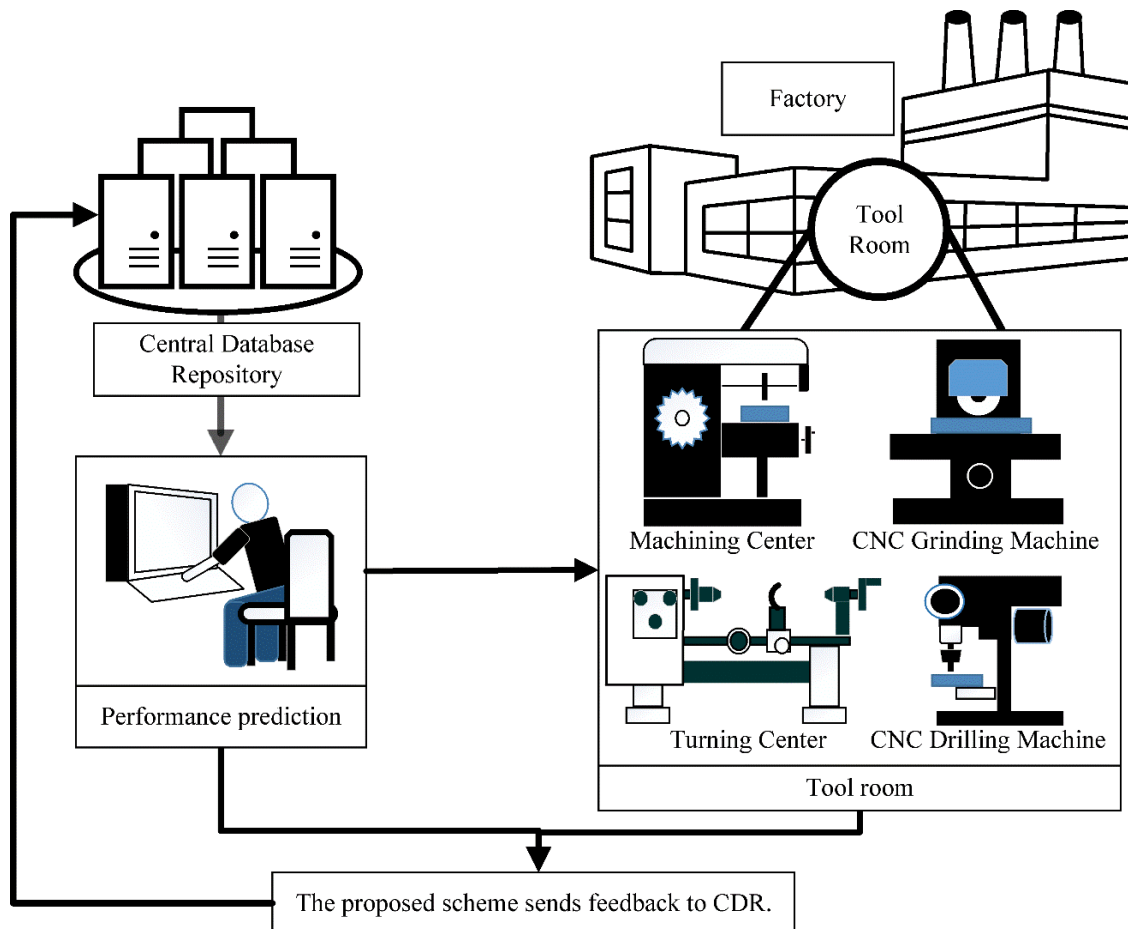 Factory
Tool
Room
Central Database
Repository
Machining Center
CNC Grinding Machine
Performance prediction
Turning Center
CNC Drilling Machine
Tool room
The proposed scheme sends feedback to CDR.